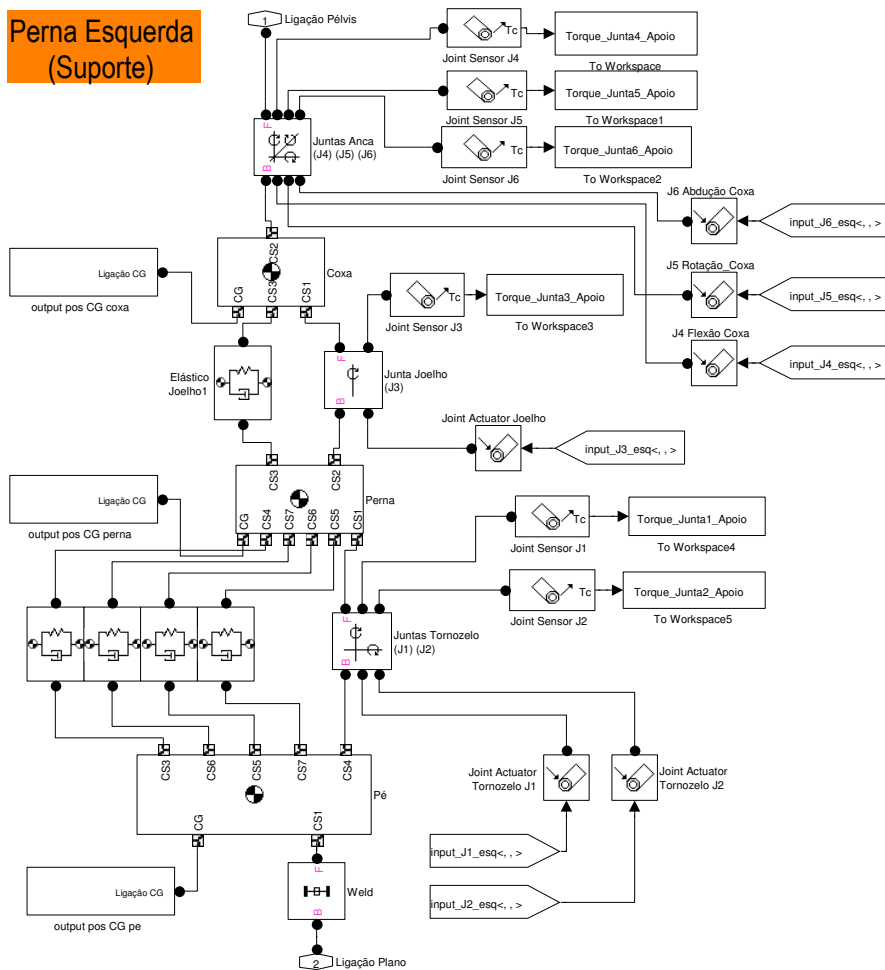 Perna Esquerda
(Suporte)
1
Ligação Pélvis
Tc
Joint Sensor J4
Torque_Junta4_Apoio
To Workspace
Tc
Joint Sensor J5
Torque_Junta5_Apoio
To Workspace1
Tc
Joint Sensor J6
Torque_Junta6_Apoio
To Workspace2
F
B
Juntas Anca
(J4) (J5) (J6)
J6 Abdução Coxa
input_J6_esq<, , >
J5 Rotação_Coxa
input_J5_esq<, , >
J4 Flexão Coxa
input_J4_esq<, , >
CS2
CG
CS3
CS1
Coxa
Ligação CG
output pos CG coxa
Tc
Joint Sensor J3
Torque_Junta3_Apoio
To Workspace3
Elástico
Joelho1
F
B
Junta Joelho
(J3)
Joint Actuator Joelho
input_J3_esq<, , >
CS3
CS2
CG
CS4
CS7
CS6
CS5
CS1
Perna
Ligação CG
output pos CG perna
Tc
Joint Sensor J1
Torque_Junta1_Apoio
To Workspace4
Tc
Joint Sensor J2
Torque_Junta2_Apoio
To Workspace5
F
B
Juntas Tornozelo
(J1) (J2)
CS3
CS6
CS5
CS7
CS4
CG
CS1
Pé
Joint Actuator
Tornozelo J1
Joint Actuator
Tornozelo J2
input_J1_esq<, , >
input_J2_esq<, , >
Ligação CG
output pos CG pe
F
B
Weld
2
Ligação Plano